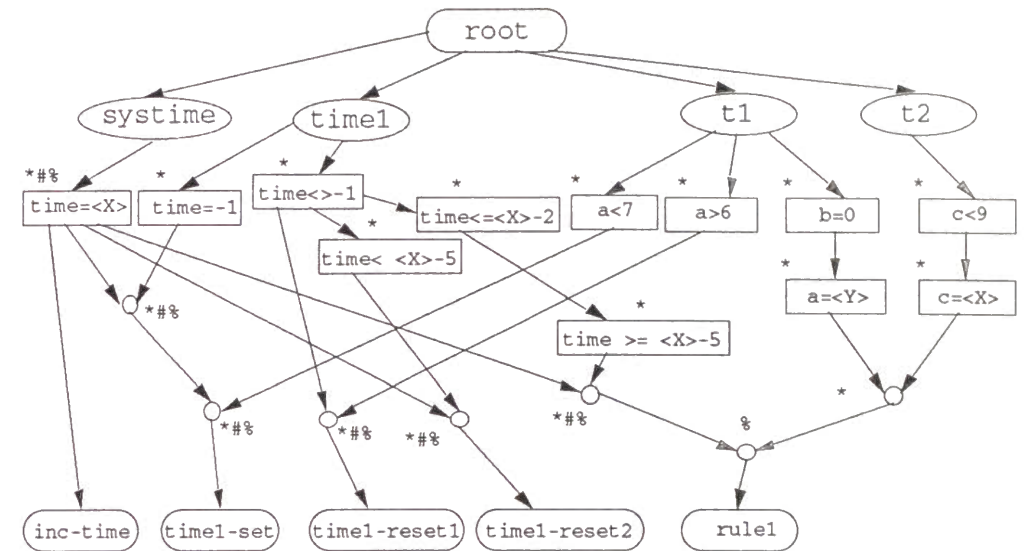 root
systime
time1
t1
t2
*#%
*
*
*
*
*
*
*
time=<X>
time=-1
time<>-1
time<=<X>-2
a<7
a>6
b=0
c<9
*
time< <X>-5
*
*
a=<Y>
c=<X>
*#%
*
time >= <X>-5
*#%
*#%
*#%
*#%
*
%
inc-time
time1-set
time1-reset1
time1-reset2
rule1